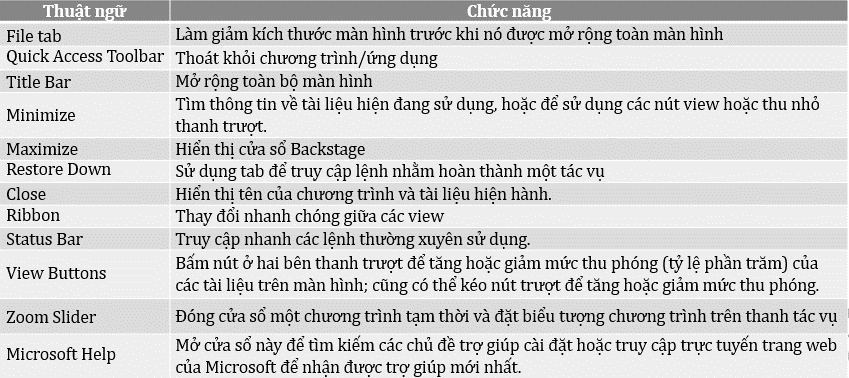 Thuật ngữ Chức năng
File tab Làm giảm kích thước màn hình trước khi nó được mở rộng toàn màn hình
Quick Access Toolbar Thoát khỏi chương trình/ứng dụng
Title Bar Mở rộng toàn bộ màn hình
Minimize Tìm thông tin về tài liệu hiện đang sử dụng, hoặc để sử dụng các nút view hoặc thu nhỏ
thanh trượt.
Maximize Hiển thị cửa sổ Backstage
Restore Down Sử dụng tab để truy cập lệnh nhằm hoàn thành một tác vụ
Close Hiển thị tên của chương trình và tài liệu hiện hành.
Ribbon Thay đổi nhanh chóng giữa các view
Status Bar Truy cập nhanh các lệnh thường xuyên sử dụng.
View Buttons Bấm nút ở hai bên thanh trượt để tăng hoặc giảm mức thu phóng (tỷ lệ phần trăm) của
các tài liệu trên màn hình; cũng có thể kéo nút trượt để tăng hoặc giảm mức thu phóng.
Zoom Slider Đóng cửa sổ một chương trình tạm thời và đặt biểu tượng chương trình trên thanh tác vụ
Microsoft Help Mở cửa sổ này để tìm kiếm các chủ đề trợ giúp cài đặt hoặc truy cập trực tuyến trang web
của Microsoft để nhận được trợ giúp mới nhất.